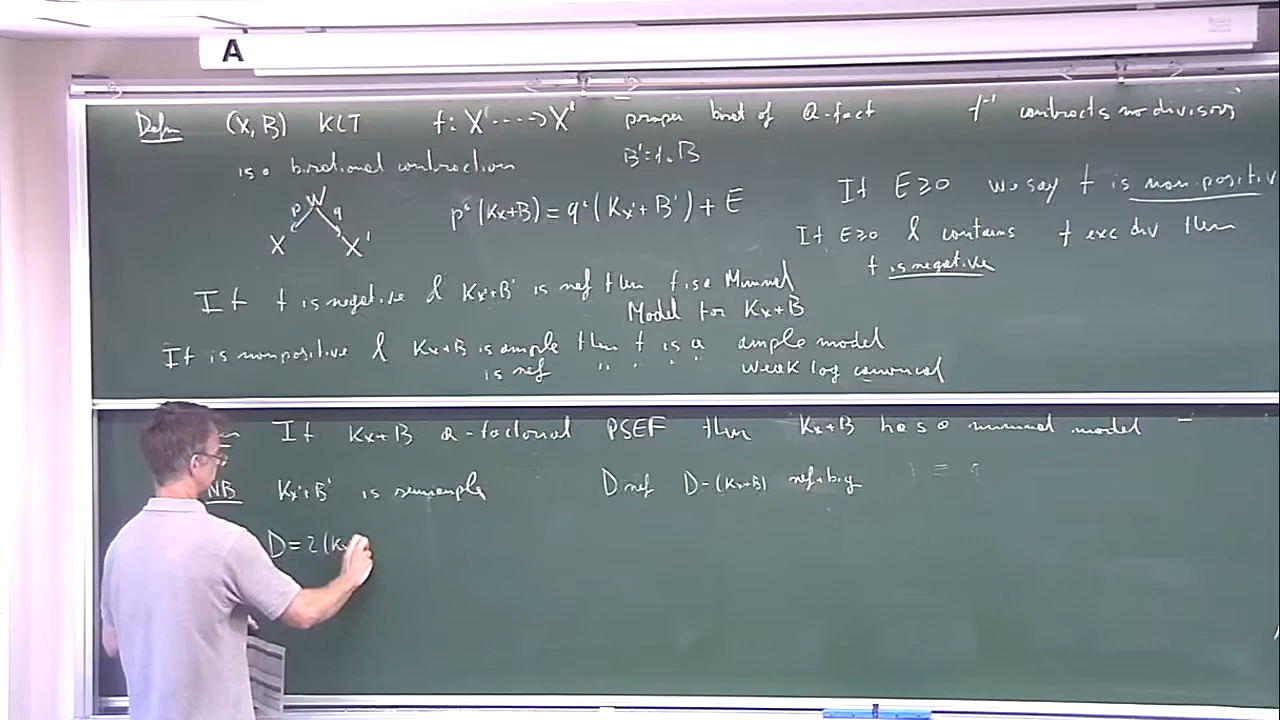 A
Defn (X, B) KLT f: X ----> X' proper birat of Q-fact f⁻¹ contracts no divisors
is a birational contraction B'=f*B
W
p q
X X'
p*(Kx+B) ≡ q*(Kx'+B') + E
If E≥0 we say f is non positiv
If E≥0 & contains f exc div then
f is negative
If f is negative & Kx'+B' is nef then f is a Minimal
Model for Kx+B
If is nonpositive & Kx+B is ample then f is a ample model
is nef " " " " weak log canonical
If Kx+B Q-factorial PSEF then Kx+B has a minimal model
NB Kx'+B' is semiample D nef D-(Kx+B) nef+big
D=2(Kx